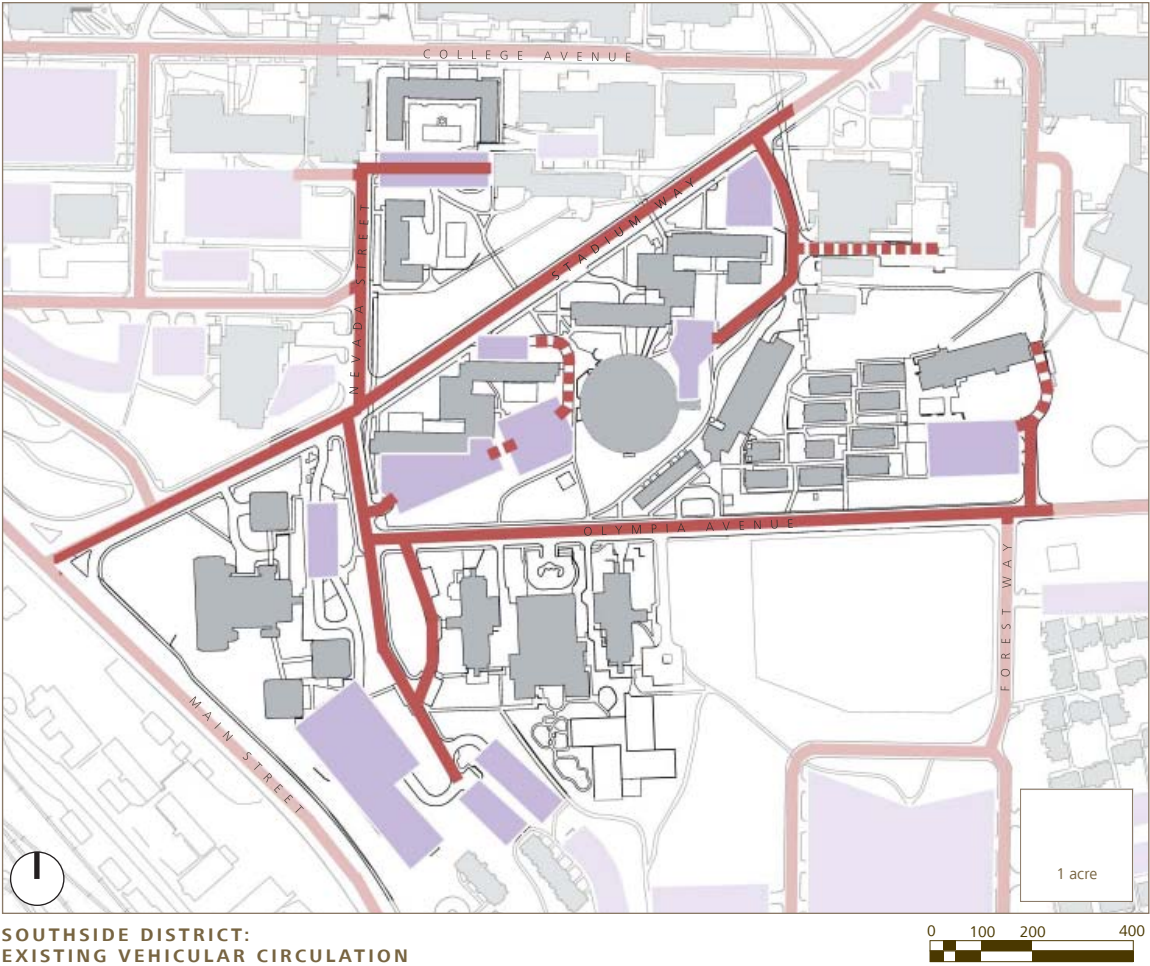 COLLEGE AVENUE
NEVADA STREET
STADIUM WAY
OLYMPIA AVENUE
FOREST WAY
MAIN STREET
1 acre
SOUTHSIDE DISTRICT:
EXISTING VEHICULAR CIRCULATION
0 100 200 400